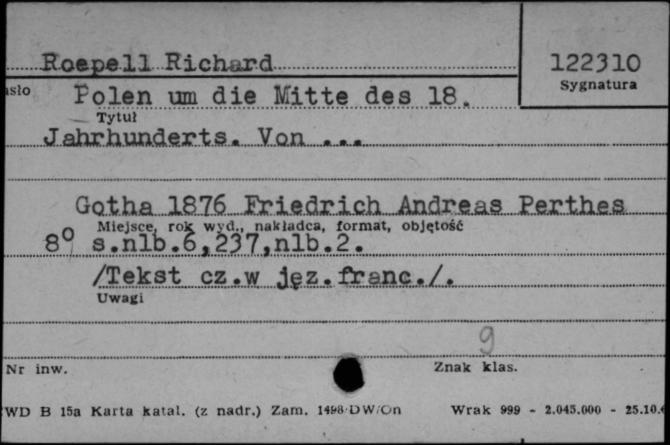 Roepell Richard
122310
Sygnatura
asło Polen um die Mitte des 18.
Tytuł
Jahrhunderts. Von ...
Gotha 1876 Friedrich Andreas Perthes
Miejsce, rok wyd., nakładca, format, objętość
8° s.nlb.6,237,nlb.2.
/Tekst cz.w jęz.franc./.
Uwagi
9
Nr inw.
Znak klas.
WD B 15a Karta katal. (z nadr.) Zam. 1498/DW/On Wrak 999 - 2.045.000 - 25.10.